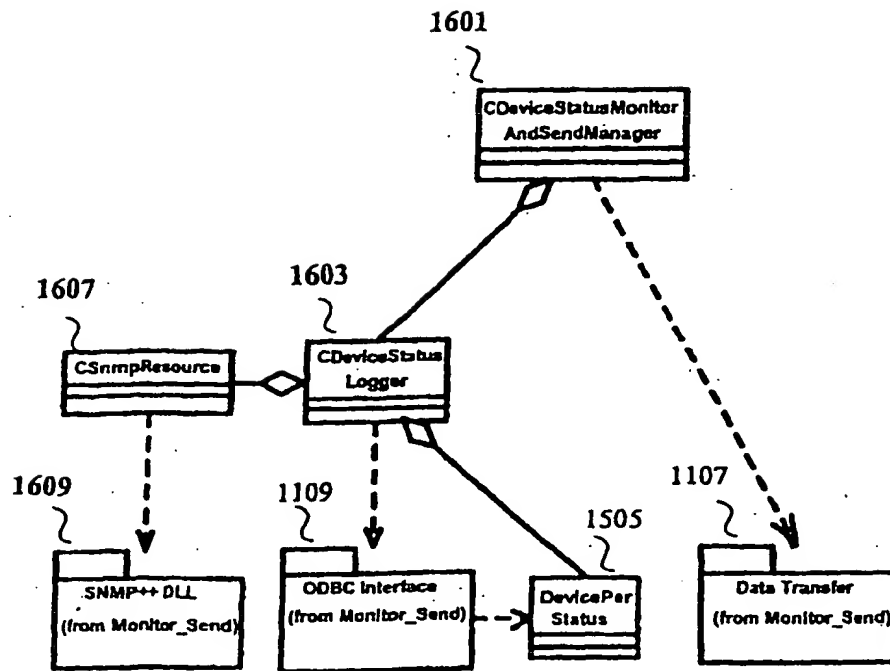 1601
CDeviceStatusMonitor
AndSendManager
1607
1603
CSnmpResource
CDeviceStatus
Logger
1609
1109
1505
1107
SNMP++ DLL
(from Monitor_Send)
ODBC Interface
(from Monitor_Send)
DevicePer
Status
Data Transfer
(from Monitor_Send)